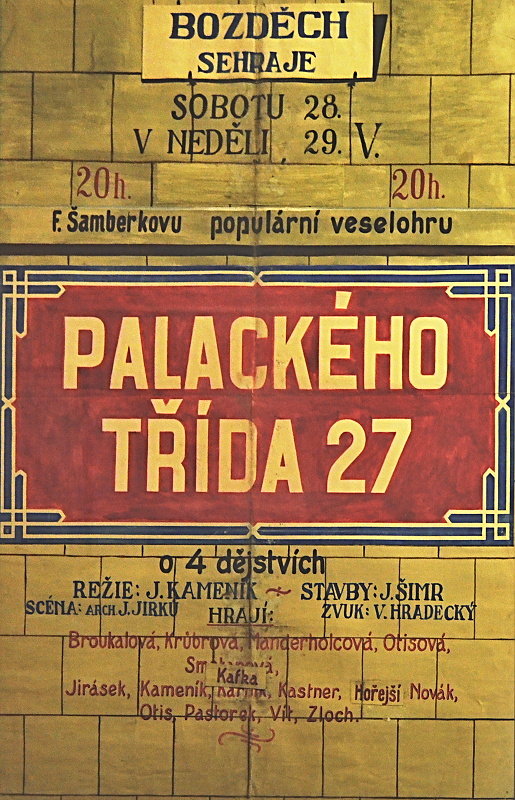 BOZDĚCH
SEHRAJE
SOBOTU 28.
V NEDĚLI 29. V.
20h. 20h.
F. Šamberkovu populární veselohru
PALACKÉHO
TŘÍDA 27
o 4 dějstvích
REŽIE: J. KAMENÍK ~ STAVBY: J. ŠIMR
SCÉNA: ARCH. J. JIRKŮ ZVUK: V. HRADECKÝ
HRAJÍ:
Broukalová, Krúbrová, Manderholcová, Otisová,
Kafka
Jirásek, Kameník, Kastner, Hořejší Novák,
Otis, Pastorek, Vít, Zloch.